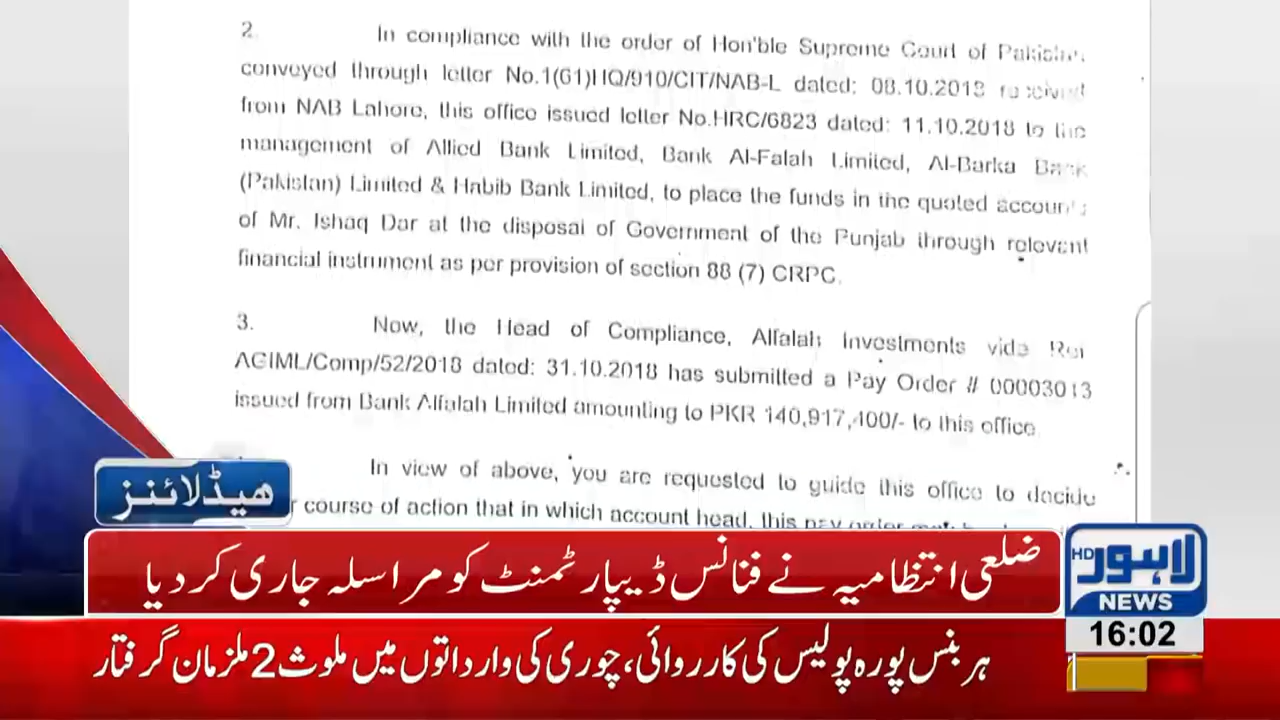 2. In compliance with the order of Hon'ble Supreme Court of Pakistan,
conveyed through letter No.1(61)HQ/910/CIT/NAB-L dated: 08.10.2018 received
from NAB Lahore, this office issued letter No.HRC/6823 dated: 11.10.2018 to the
management of Allied Bank Limited, Bank Al-Falah Limited, Al-Barka Bank
(Pakistan) Limited & Habib Bank Limited, to place the funds in the quoted accounts
of Mr. Ishaq Dar at the disposal of Government of the Punjab through relevant
financial instrument as per provision of section 88 (7) CRPC.
3. Now, the Head of Compliance, Alfalah Investments vide Ref
AGIML/Comp/52/2018 dated: 31.10.2018 has submitted a Pay Order # 00003013
issued from Bank Alfalah Limited amounting to PKR 140,917,400/- to this office
In view of above, you are requested to guide this office to decide
course of action that in which account head, this pay order
ھیڈلائنز
ضلعی انتظامیہ نے فنانس ڈیپارٹمنٹ کو مراسلہ جاری کر دیا
لاہور HD
NEWS
16:02
ہربنس پورہ پولیس کی کارروائی، چوری کی وارداتوں میں ملوث 2 ملزمان گرفتار